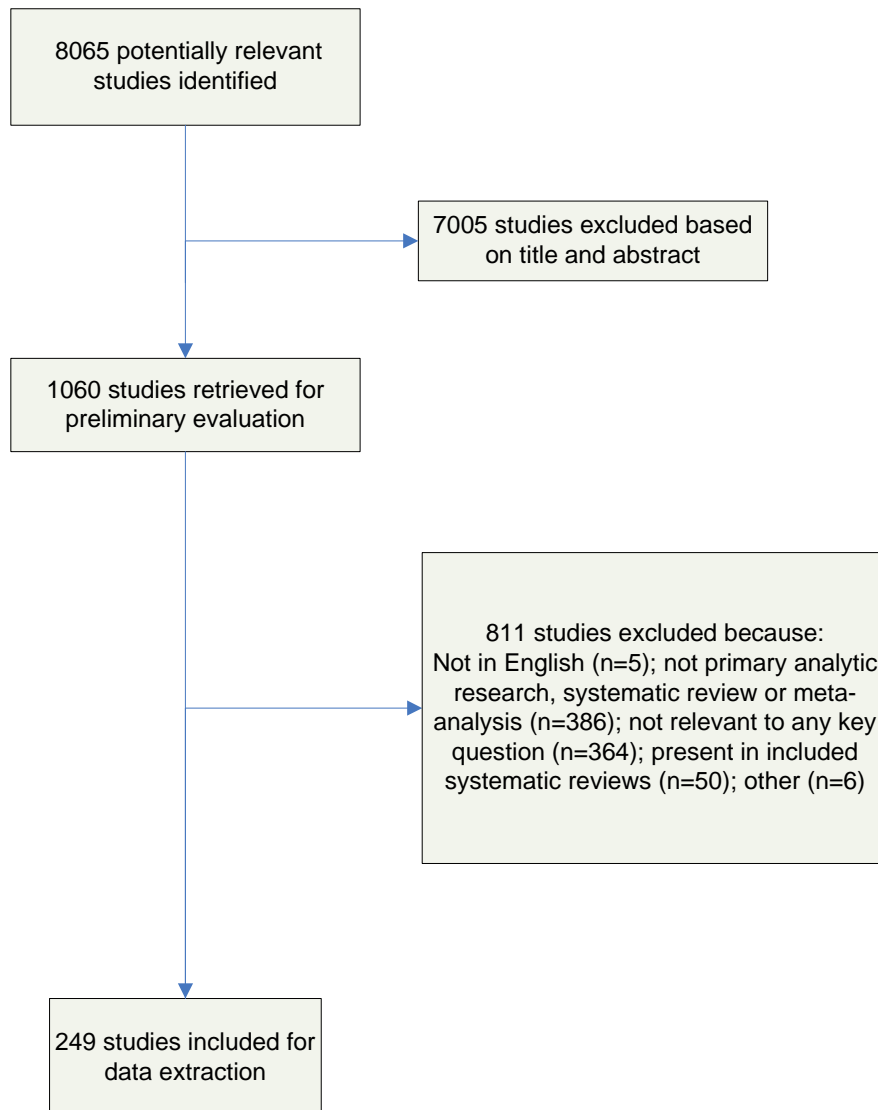 8065 potentially relevant
studies identified
7005 studies excluded based
on title and abstract
1060 studies retrieved for
preliminary evaluation
811 studies excluded because:
Not in English (n=5); not primary analytic
research, systematic review or meta-
analysis (n=386); not relevant to any key
question (n=364); present in included
systematic reviews (n=50); other (n=6)
249 studies included for
data extraction